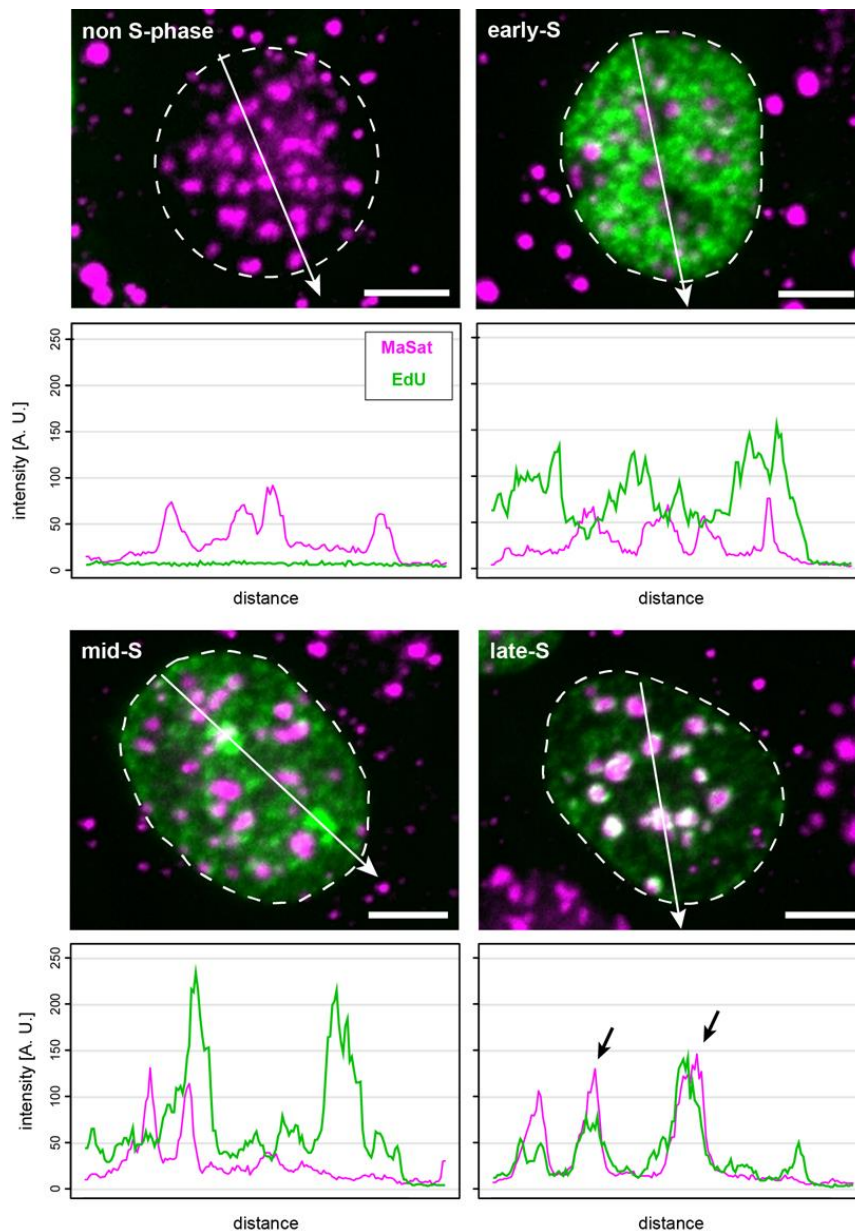 non S-phase
early-S
250
200
150
100
50
0
intensity [A. U.]
MaSat
EdU
distance
distance
mid-S
late-S
250
200
150
100
50
0
intensity [A. U.]
distance
distance